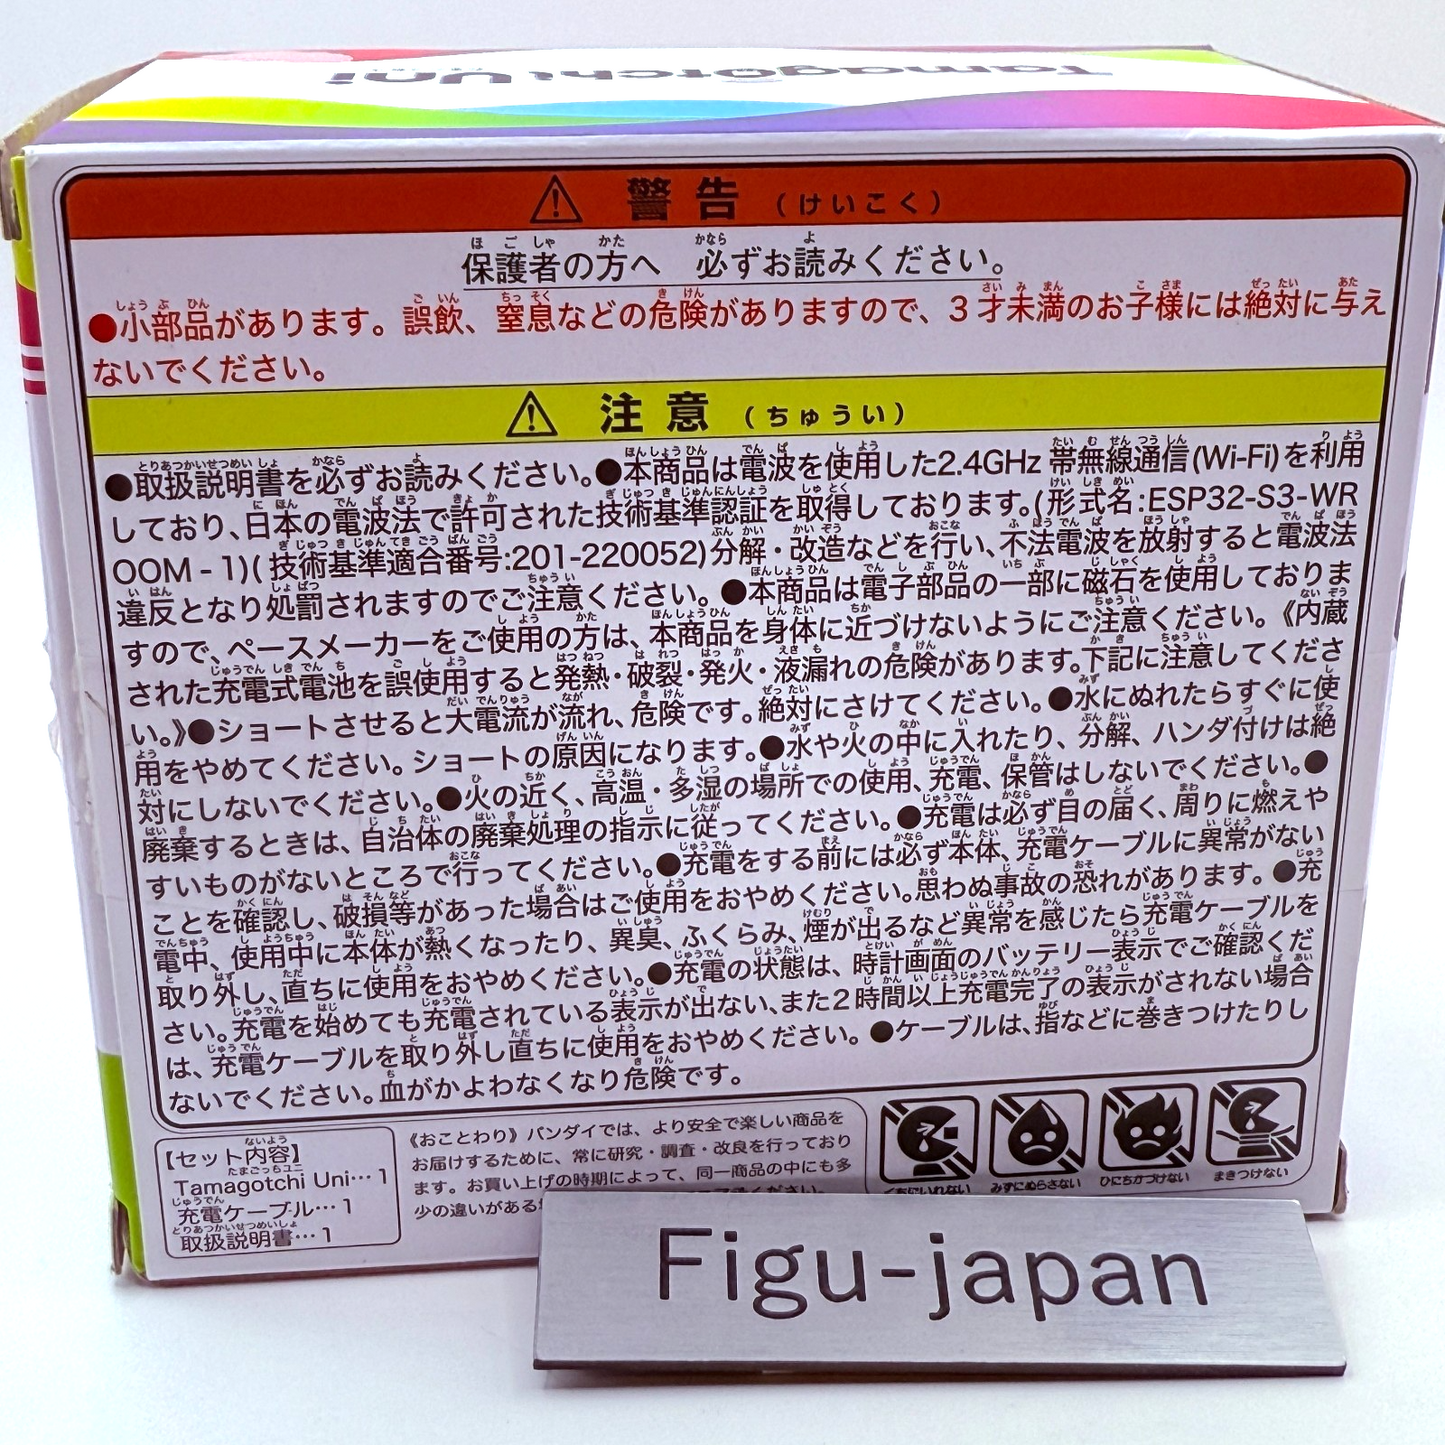 Tamagotchi Uni
警告 (けいこく)
保護者の方へ 必ずお読みください。
●小部品があります。誤飲、窒息などの危険がありますので、3才未満のお子様には絶対に与え
ないでください。
注意 (ちゅうい)
●取扱説明書を必ずお読みください。●本商品は電波を使用した2.4GHz 帯無線通信(Wi-Fi)を利用
しており、日本の電波法で許可された技術基準認証を取得しております。(形式名:ESP32-S3-WR
OOM-1)(技術基準適合番号:201-220052)分解・改造などを行い、不法電波を放射すると電波法
違反となり処罰されますのでご注意ください。●本商品は電子部品の一部に磁石を使用しておりま
すので、ペースメーカーをご使用の方は、本商品を身体に近づけないようにご注意ください。《内蔵
された充電式電池を誤使用すると発熱・破裂・発火・液漏れの危険があります。下記に注意してくださ
い。》●ショートさせると大電流が流れ、危険です。絶対にさけてください。●水にぬれたらすぐに使
用をやめてください。ショートの原因になります。●水や火の中に入れたり、分解、ハンダ付けは絶
対にしないでください。●火の近く、高温・多湿の場所での使用、充電、保管はしないでください。●
廃棄するときは、自治体の廃棄処理の指示に従ってください。●充電は必ず目の届く、周りに燃えや
すいものがないところで行ってください。●充電をする前には必ず本体、充電ケーブルに異常がない
ことを確認し、破損等があった場合はご使用をおやめください。思わぬ事故の恐れがあります。●充
電中、使用中に本体が熱くなったり、異臭、ふくらみ、煙が出るなど異常を感じたら充電ケーブルを
取り外し、直ちに使用をおやめください。●充電の状態は、時計画面のバッテリー表示でご確認くだ
さい。充電を始めても充電されている表示が出ない、また2時間以上充電完了の表示がされない場合
は、充電ケーブルを取り外し直ちに使用をおやめください。●ケーブルは、指などに巻きつけたりし
ないでください。血がかよわなくなり危険です。
【セット内容】
Tamagotchi Uni…1
充電ケーブル…1
取扱説明書…1
《おことわり》バンダイでは、より安全で楽しい商品を
お届けするために、常に研究・調査・改良を行っており
ます。お買い上げの時期によって、同一商品の中にも多
少の違いがある
ください。
くちにいれない
みずにぬらさない
ひにちかづけない
まきつけない
Figu-japan